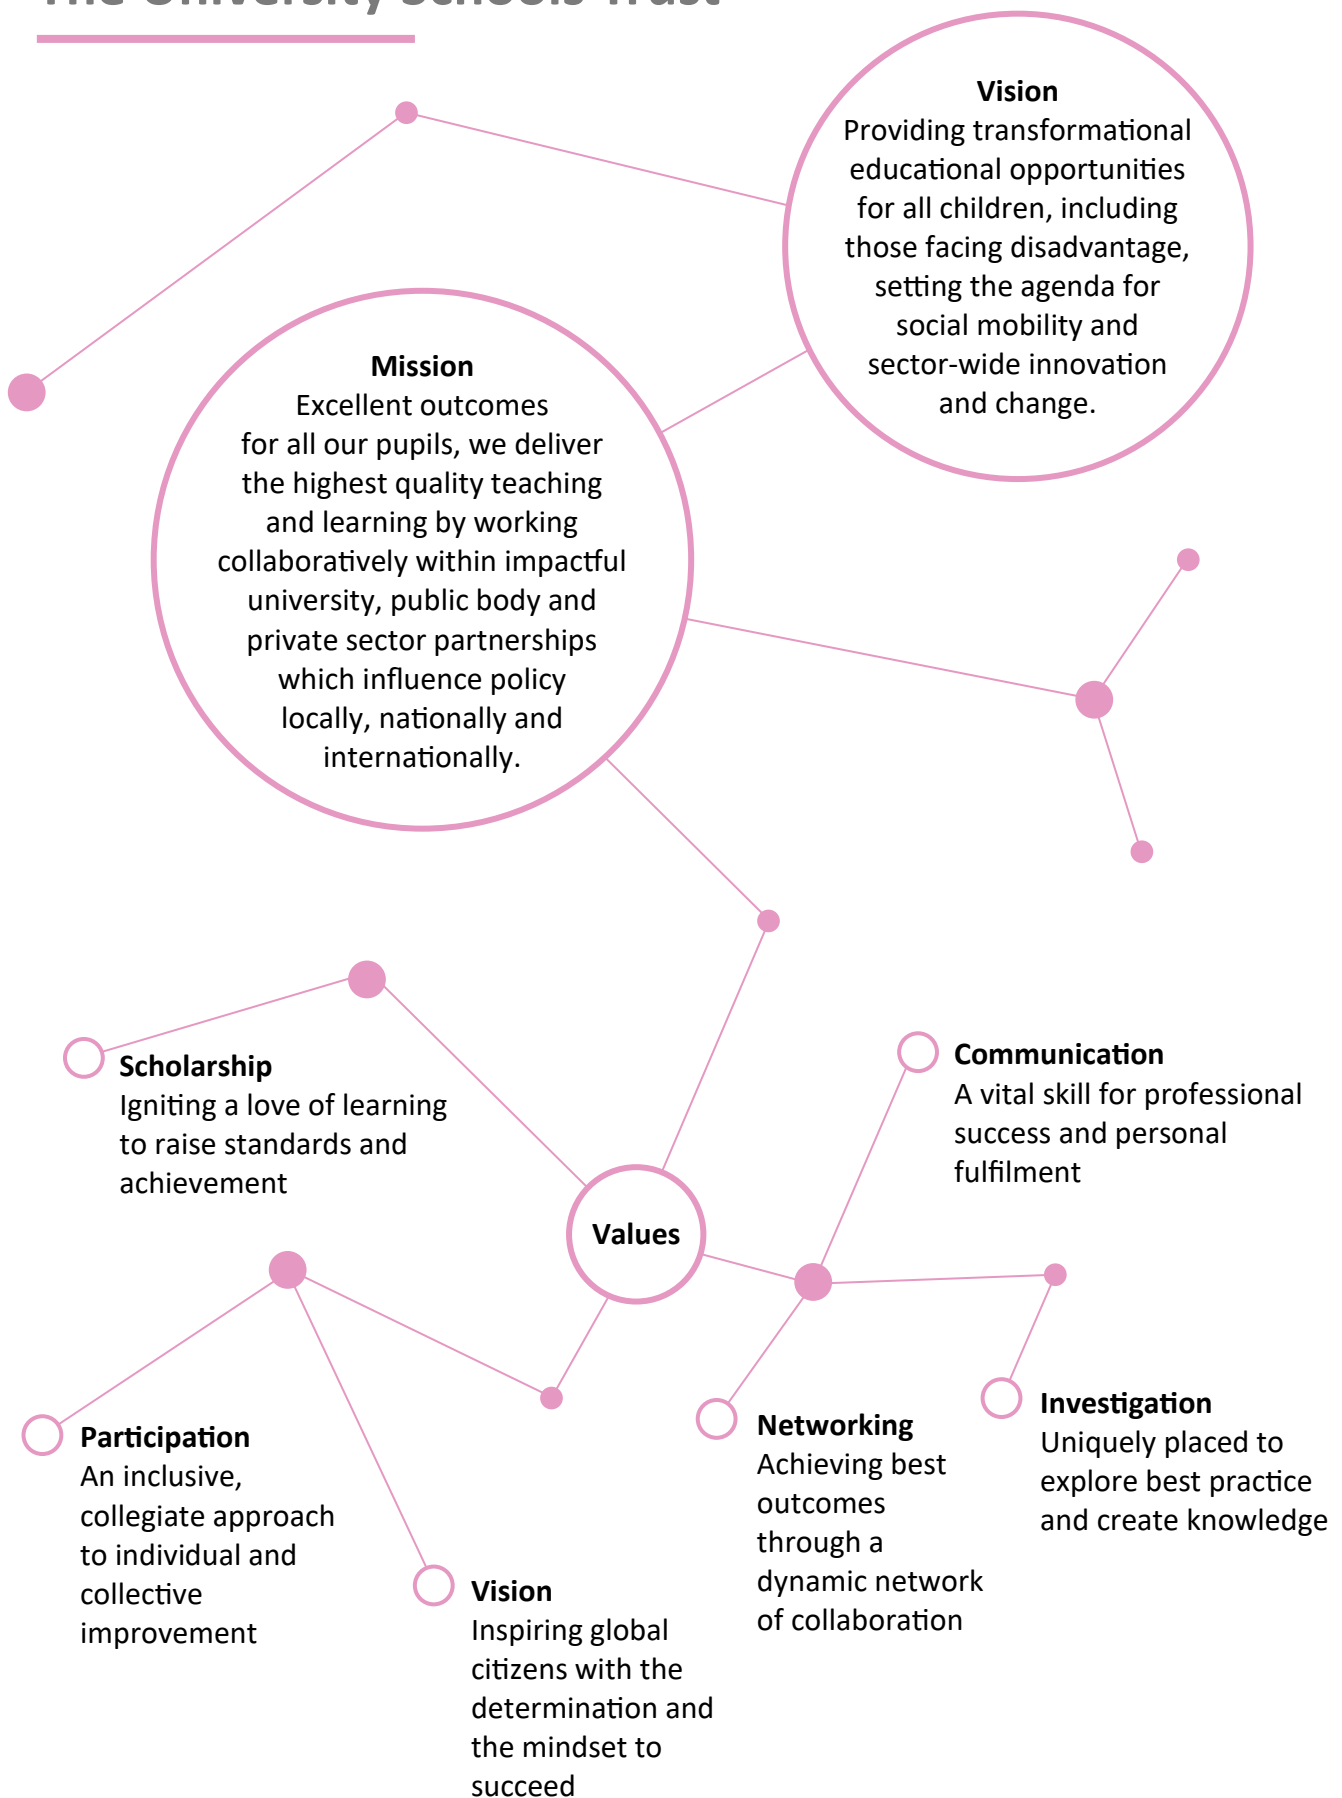 The University Schools Trust
Vision
Providing transformational
educational opportunities
for all children, including
those facing disadvantage,
setting the agenda for
social mobility and
sector-wide innovation
and change.
Mission
Excellent outcomes
for all our pupils, we deliver
the highest quality teaching
and learning by working
collaboratively within impactful
university, public body and
private sector partnerships
which influence policy
locally, nationally and
internationally.
Scholarship
Igniting a love of learning
to raise standards and
achievement
Communication
A vital skill for professional
success and personal
fulfilment
Values
Participation
An inclusive,
collegiate approach
to individual and
collective
improvement
Vision
Inspiring global
citizens with the
determination and
the mindset to
succeed
Networking
Achieving best
outcomes
through a
dynamic network
of collaboration
Investigation
Uniquely placed to
explore best practice
and create knowledge